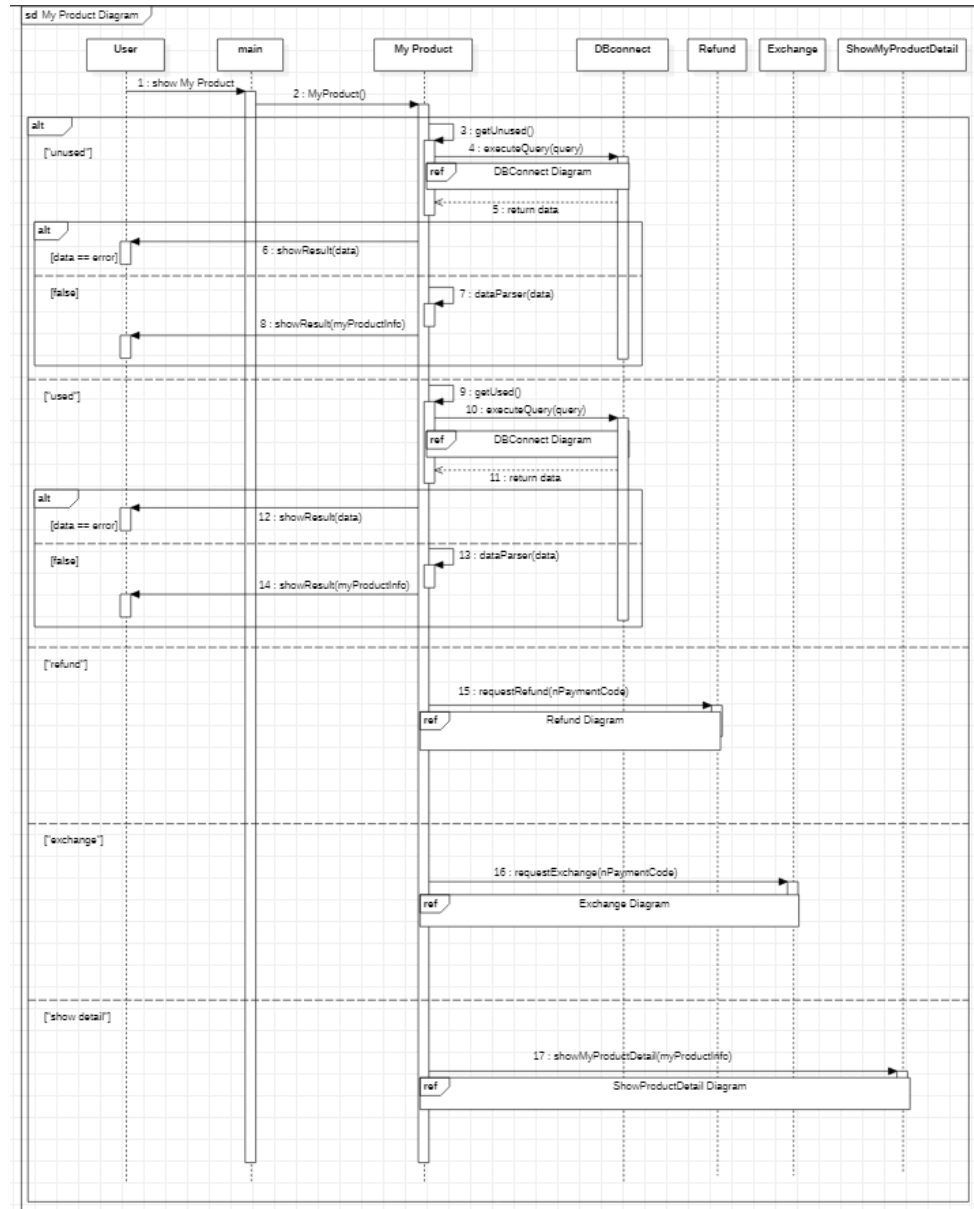 sd My Product Diagram
User
main
My Product
DBconnect
Refund
Exchange
ShowMyProductDetail
1 : show My Product
2 : MyProduct()
alt
["unused"]
3 : getUnused()
4 : executeQuery(query)
ref
DBConnect Diagram
5 : return data
alt
[data == error]
6 : showResult(data)
[false]
7 : dataParser(data)
8 : showResult(myProductInfo)
["used"]
9 : getUsed()
10 : executeQuery(query)
ref
DBConnect Diagram
11 : return data
alt
[data == error]
12 : showResult(data)
[false]
13 : dataParser(data)
14 : showResult(myProductInfo)
["refund"]
15 : requestRefund(nPaymentCode)
ref
Refund Diagram
["exchange"]
16 : requestExchange(nPaymentCode)
ref
Exchange Diagram
["show detail"]
17 : showMyProductDetail(myProductInfo)
ref
ShowProductDetail Diagram